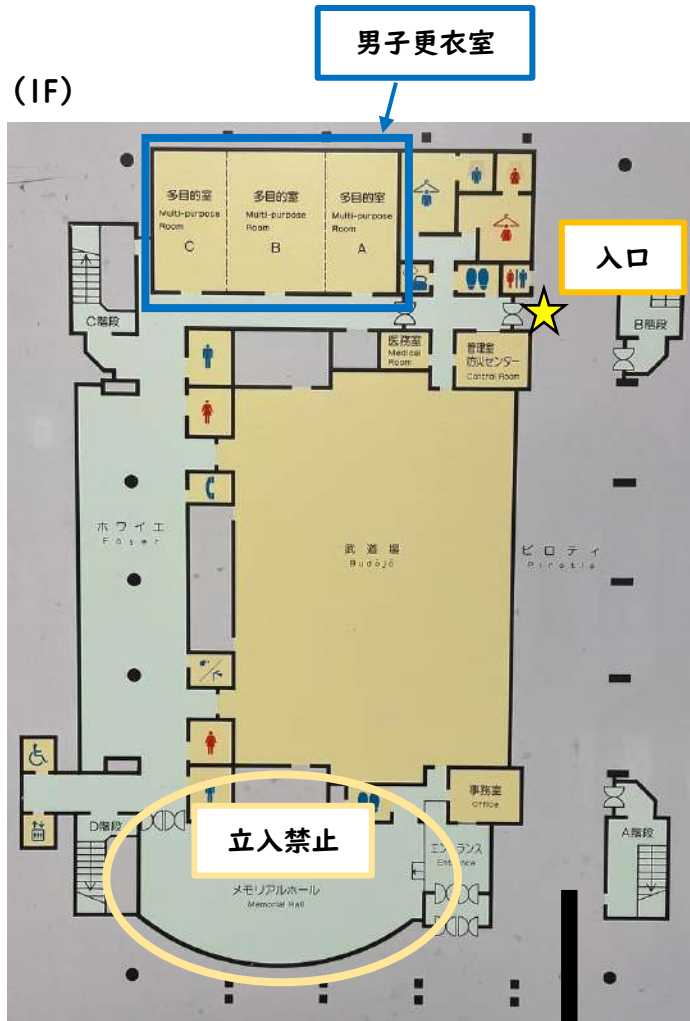 男子更衣室
(1F)
多目的室
Multi-purpose
Room
C
多目的室
Multi-purpose
Room
B
多目的室
Multi-purpose
Room
A
入口
C階段
B階段
医務室
Medical
Room
管理室
防災センター
Control Room
ホワイエ
Foyer
武道場
Budōjō
ピロティ
Pirotie
事務室
Office
立入禁止
D階段
エントランス
Entrance
A階段
メモリアルホール
Memorial Hall